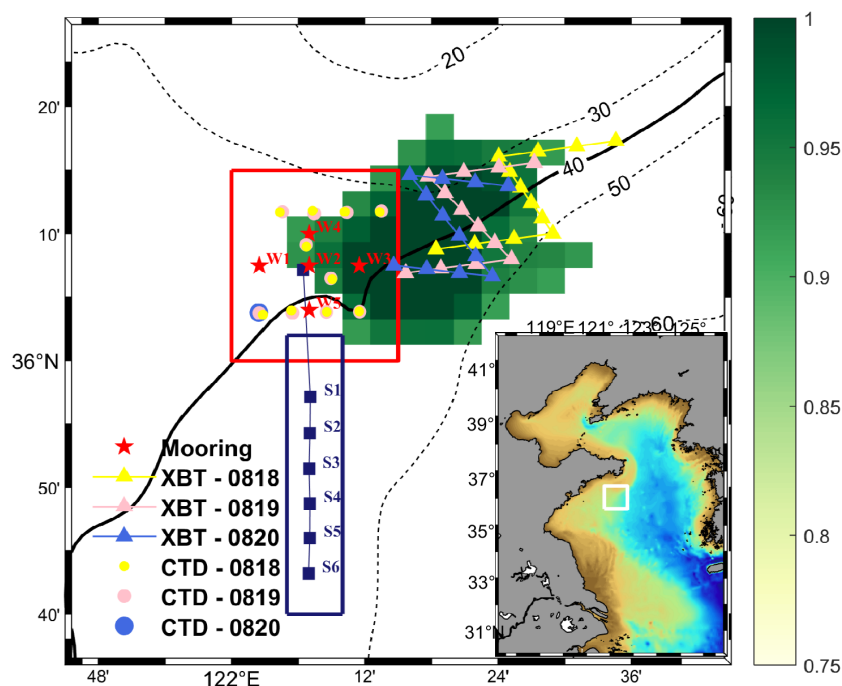 20'
10'
36°N
50'
40'
48'
122°E
12'
24'
36'
20
30
40
50
60
60
W4
W1
W2
W3
W5
S1
S2
S3
S4
S5
S6
Mooring
XBT - 0818
XBT - 0819
XBT - 0820
CTD - 0818
CTD - 0819
CTD - 0820
119°E 121° 123° 125°
41°
39°
37°
35°
33°
31°N
1
0.95
0.9
0.85
0.8
0.75